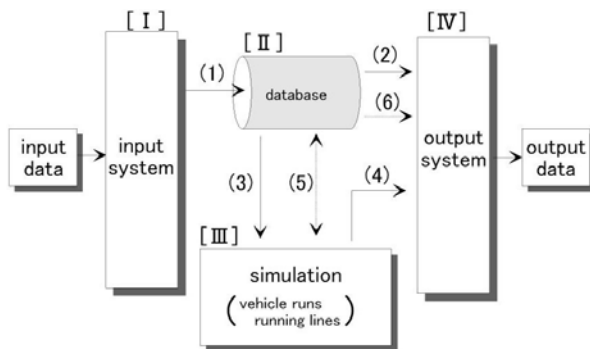 [Ⅰ]
[Ⅱ]
[Ⅳ]
(1)
(2)
database
(6)
input
data
input
system
output
system
output
data
(3)
(5)
(4)
[Ⅲ]
simulation
( vehicle runs
running lines )